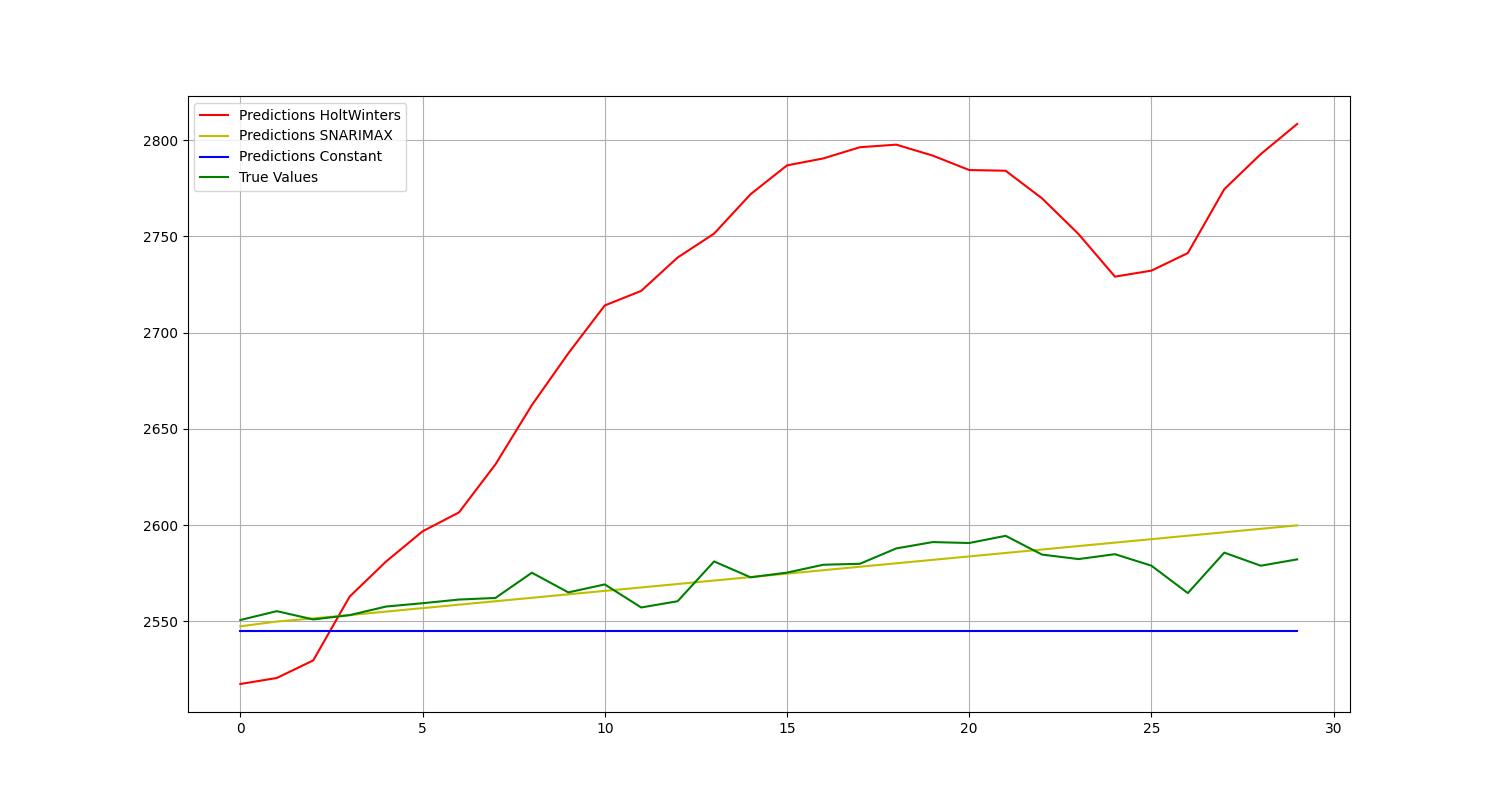 Predictions HoltWinters
Predictions SNARIMAX
Predictions Constant
True Values
2800
2750
2700
2650
2600
2550
0 5 10 15 20 25 30